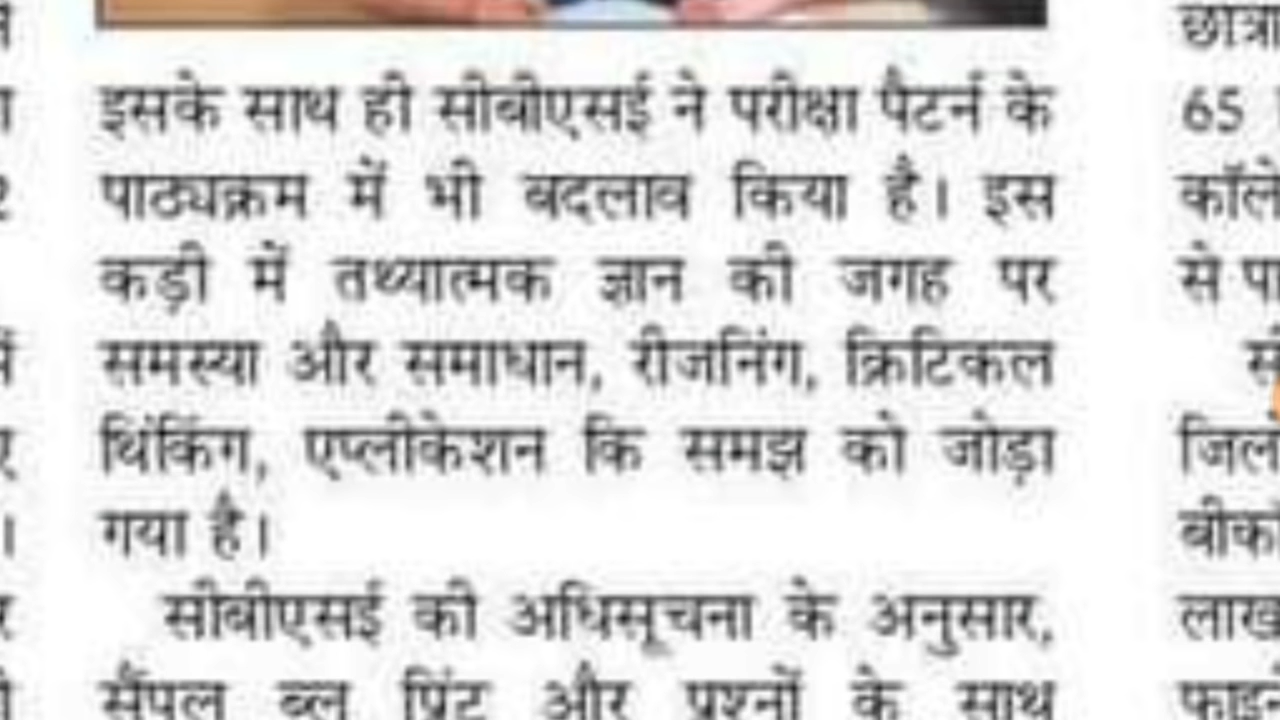 इसके साथ ही सीबीएसई ने परीक्षा पैटर्न के
पाठ्यक्रम में भी बदलाव किया है। इस
कड़ी में तथ्यात्मक ज्ञान की जगह पर
समस्या और समाधान, रीजनिंग, क्रिटिकल
थिंकिंग, एप्लीकेशन कि समझ को जोड़ा
गया है।
सीबीएसई की अधिसूचना के अनुसार,
सैंपल ब्लू प्रिंट और प्रश्नों के साथ
65
से